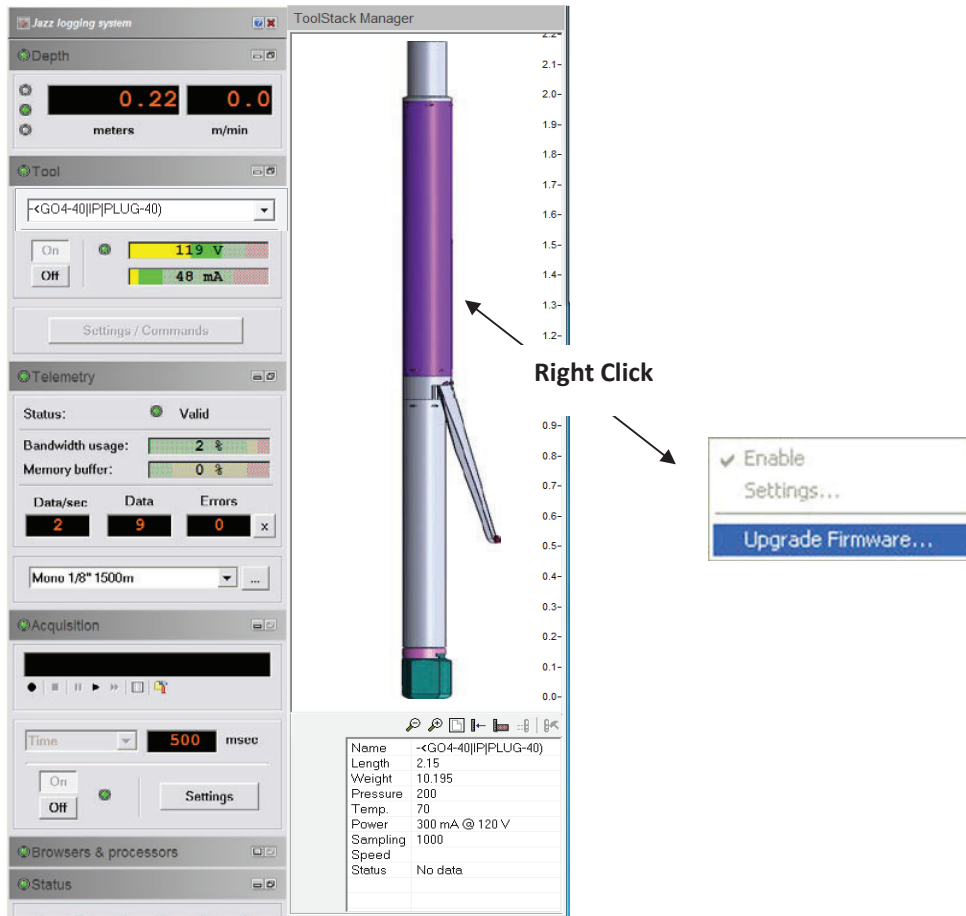 Jazz logging system
Depth
0.22 0.0
meters m/min
Tool
-<GO4-40|IP|PLUG-40)
On
119 V
Off
48 mA
Settings / Commands
Telemetry
Status: Valid
Bandwidth usage: 2 %
Memory buffer: 0 %
Data/sec Data Errors
2 9 0 x
Mono 1/8" 1500m ...
Acquisition
Time 500 msec
On
Off
Settings
Browsers & processors
Status
ToolStack Manager
2.2-
2.1-
2.0-
1.9-
1.8-
1.7-
1.6-
1.5-
1.4-
1.3-
1.2-
0.9-
0.8-
0.7-
0.6-
0.5-
0.4-
0.3-
0.2-
0.1-
0.0-
Right Click
Enable
Settings...
Upgrade Firmware...
Name -<GO4-40|IP|PLUG-40)
Length 2.15
Weight 10.195
Pressure 200
Temp. 70
Power 300 mA @ 120 V
Sampling 1000
Speed
Status No data